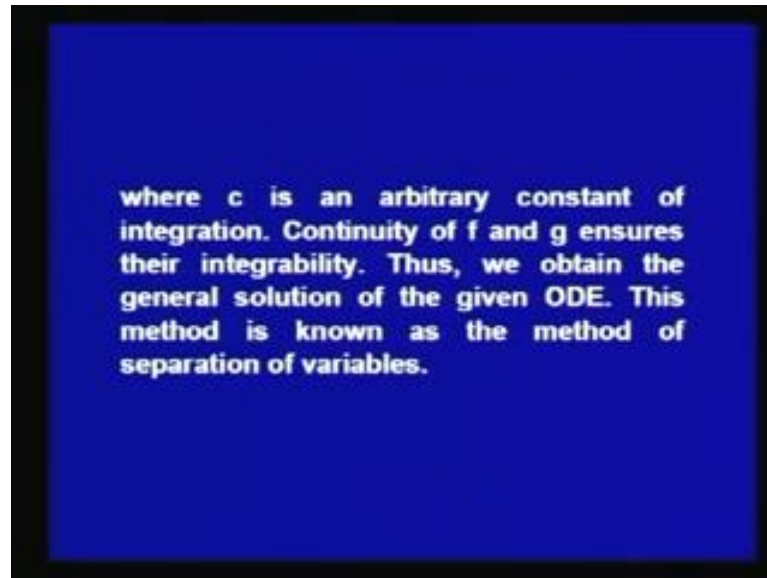 where c is an arbitrary constant of
integration. Continuity of f and g ensures
their integrability. Thus, we obtain the
general solution of the given ODE. This
method is known as the method of
separation of variables.